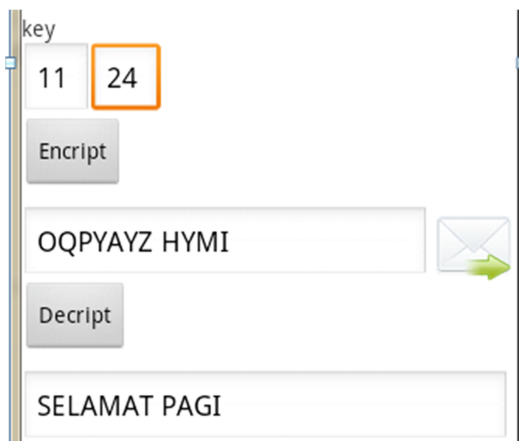 key
11 24
Encript
OQPYAYZ HYMI
Decript
SELAMAT PAGI